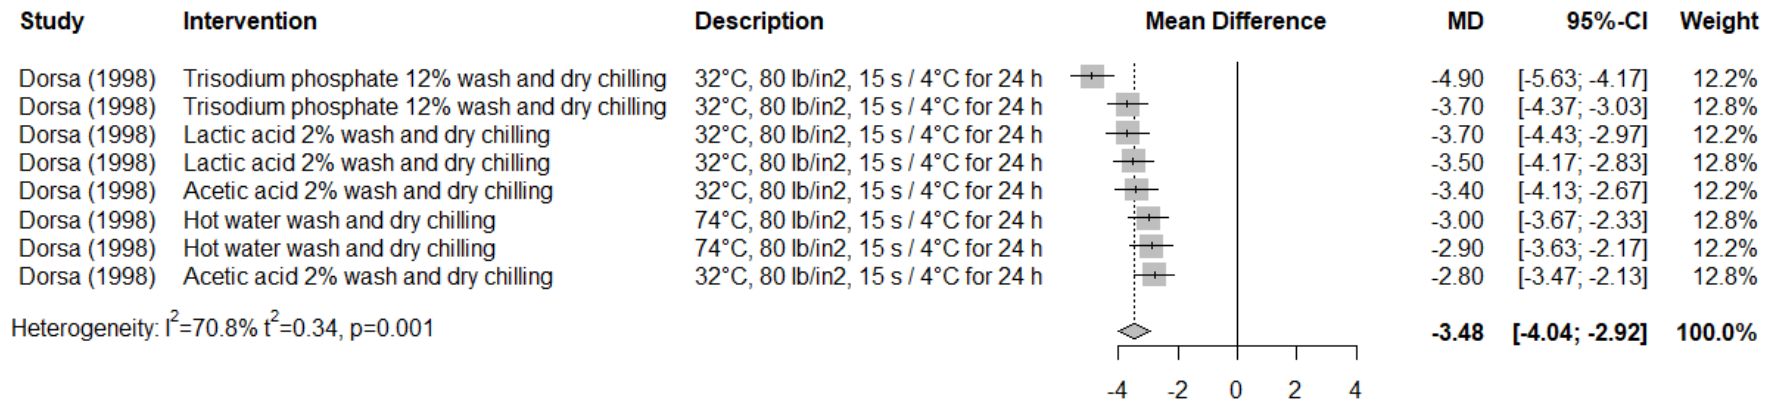 Study Intervention Description Mean Difference MD 95%-CI Weight
Dorsa (1998) Trisodium phosphate 12% wash and dry chilling 32°C, 80 lb/in2, 15 s / 4°C for 24 h -4.90 [-5.63; -4.17] 12.2%
Dorsa (1998) Trisodium phosphate 12% wash and dry chilling 32°C, 80 lb/in2, 15 s / 4°C for 24 h -3.70 [-4.37; -3.03] 12.8%
Dorsa (1998) Lactic acid 2% wash and dry chilling 32°C, 80 lb/in2, 15 s / 4°C for 24 h -3.70 [-4.43; -2.97] 12.2%
Dorsa (1998) Lactic acid 2% wash and dry chilling 32°C, 80 lb/in2, 15 s / 4°C for 24 h -3.50 [-4.17; -2.83] 12.8%
Dorsa (1998) Acetic acid 2% wash and dry chilling 32°C, 80 lb/in2, 15 s / 4°C for 24 h -3.40 [-4.13; -2.67] 12.2%
Dorsa (1998) Hot water wash and dry chilling 74°C, 80 lb/in2, 15 s / 4°C for 24 h -3.00 [-3.67; -2.33] 12.8%
Dorsa (1998) Hot water wash and dry chilling 74°C, 80 lb/in2, 15 s / 4°C for 24 h -2.90 [-3.63; -2.17] 12.2%
Dorsa (1998) Acetic acid 2% wash and dry chilling 32°C, 80 lb/in2, 15 s / 4°C for 24 h -2.80 [-3.47; -2.13] 12.8%
Heterogeneity: I²=70.8% t²=0.34, p=0.001 -3.48 [-4.04; -2.92] 100.0%
-4 -2 0 2 4